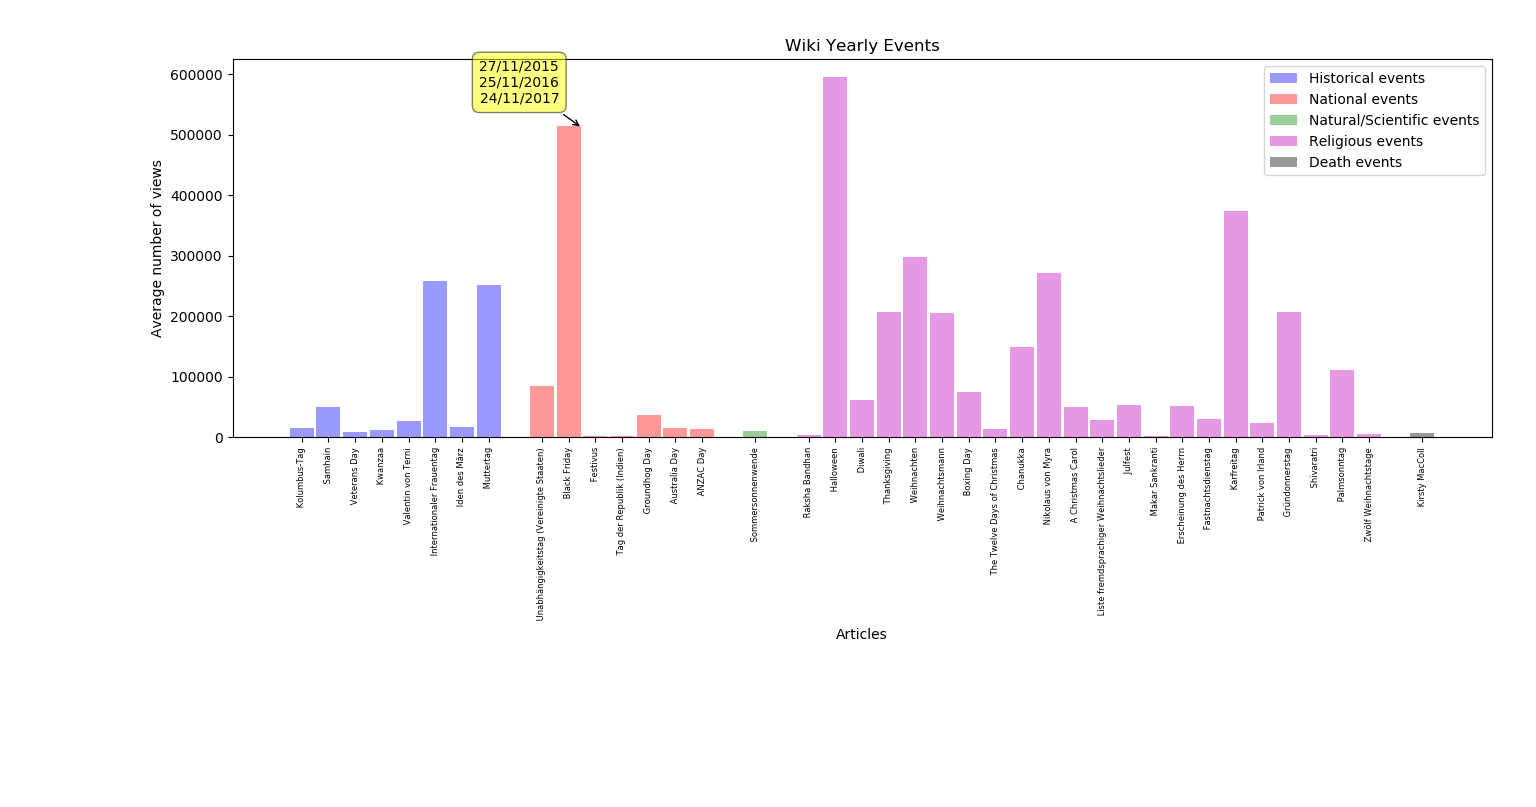 Wiki Yearly Events
27/11/2015
25/11/2016
24/11/2017
Historical events
National events
Natural/Scientific events
Religious events
Death events
Average number of views
600000
500000
400000
300000
200000
100000
0
Kolumbus-Tag
Samhain
Veterans Day
Kwanzaa
Valentin von Terni
Internationaler Frauentag
Iden des März
Muttertag
Unabhängigkeitstag (Vereinigte Staaten)
Black Friday
Festivus
Tag der Republik (Indien)
Groundhog Day
Australia Day
ANZAC Day
Sommersonnenwende
Raksha Bandhan
Halloween
Diwali
Thanksgiving
Weihnachten
Weihnachtsmann
Boxing Day
The Twelve Days of Christmas
Chanukka
Nikolaus von Myra
A Christmas Carol
Liste fremdsprachiger Weihnachtslieder
Julfest
Makar Sankranti
Erscheinung des Herrn
Fastnachtsdienstag
Karfreitag
Patrick von Irland
Gründonnerstag
Shivaratri
Palmsonntag
Zwölf Weihnachtstage
Kirsty MacColl
Articles